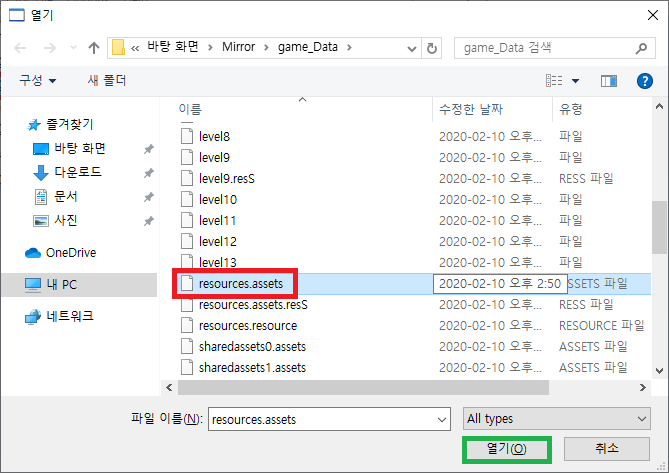 열기
« 바탕 화면 > Mirror > game_Data >
game_Data 검색
구성 새 폴더
이름 수정한 날짜 유형
즐겨찾기
바탕 화면
다운로드
문서
사진
OneDrive
내 PC
네트워크
level8 2020-02-10 오후... 파일
level9 2020-02-10 오후... 파일
level9.resS 2020-02-10 오후... RESS 파일
level10 2020-02-10 오후... 파일
level11 2020-02-10 오후... 파일
level12 2020-02-10 오후... 파일
level13 2020-02-10 오후... 파일
resources.assets 2020-02-10 오후 2:50 ASSETS 파일
resources.assets.resS 2020-02-10 오후... RESS 파일
resources.resource 2020-02-10 오후... RESOURCE 파일
sharedassets0.assets 2020-02-10 오후... ASSETS 파일
sharedassets1.assets 2020-02-10 오후... ASSETS 파일
파일 이름(N): resources.assets All types
열기(O) 취소